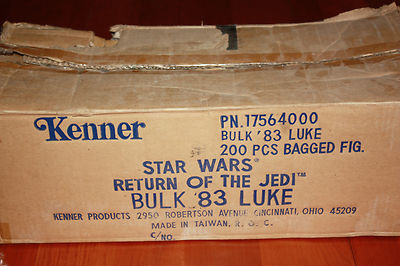 Kenner
PN.17564000
BULK '83 LUKE
200 PCS BAGGED FIG.
STAR WARS®
RETURN OF THE JEDI™
BULK '83 LUKE
KENNER PRODUCTS 2950 ROBERTSON AVENUE CINCINNATI, OHIO 45209
MADE IN TAIWAN, R. O. C.
C/NO.